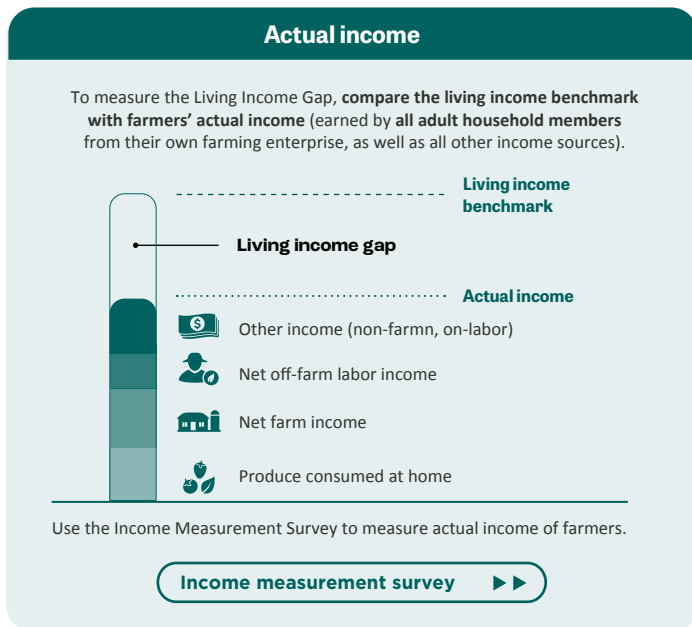 Actual income
To measure the Living Income Gap, compare the living income benchmark
with farmers’ actual income (earned by all adult household members
from their own farming enterprise, as well as all other income sources).
Living income
benchmark
Living income gap
Actual income
Other income (non-farmn, on-labor)
Net off-farm labor income
Net farm income
Produce consumed at home
Use the Income Measurement Survey to measure actual income of farmers.
Income measurement survey